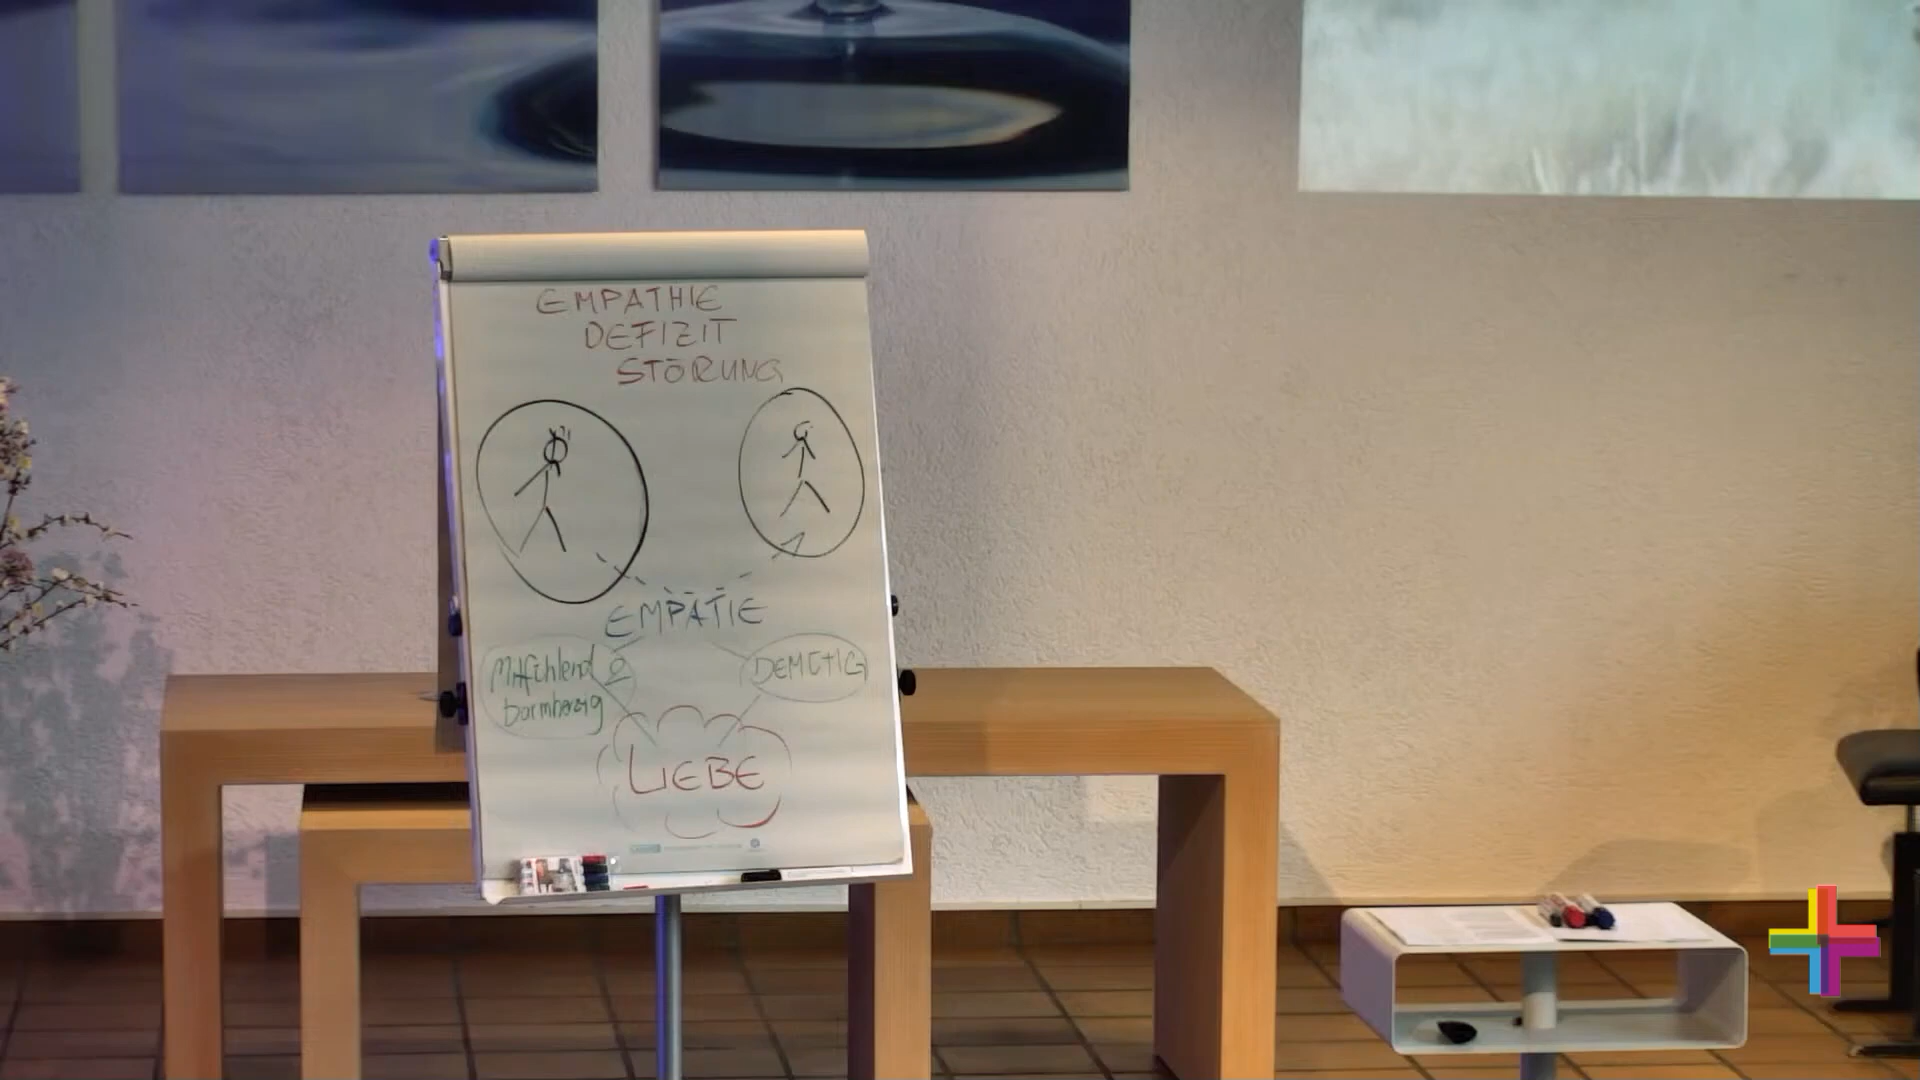 EMPATHIE
DEFIZIT
STÖRUNG
EMPATIE
Mitfühlend
barmherzig
DEMÜTIG
LIEBE